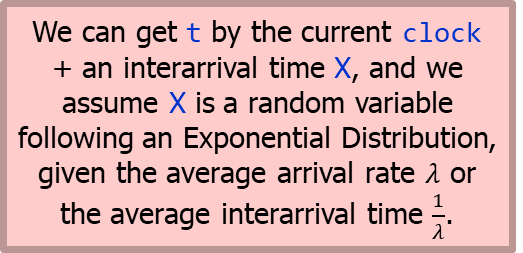 We can get t by the current clock
+ an interarrival time X, and we
assume X is a random variable
following an Exponential Distribution,
given the average arrival rate λ or
the average interarrival time 1/λ.